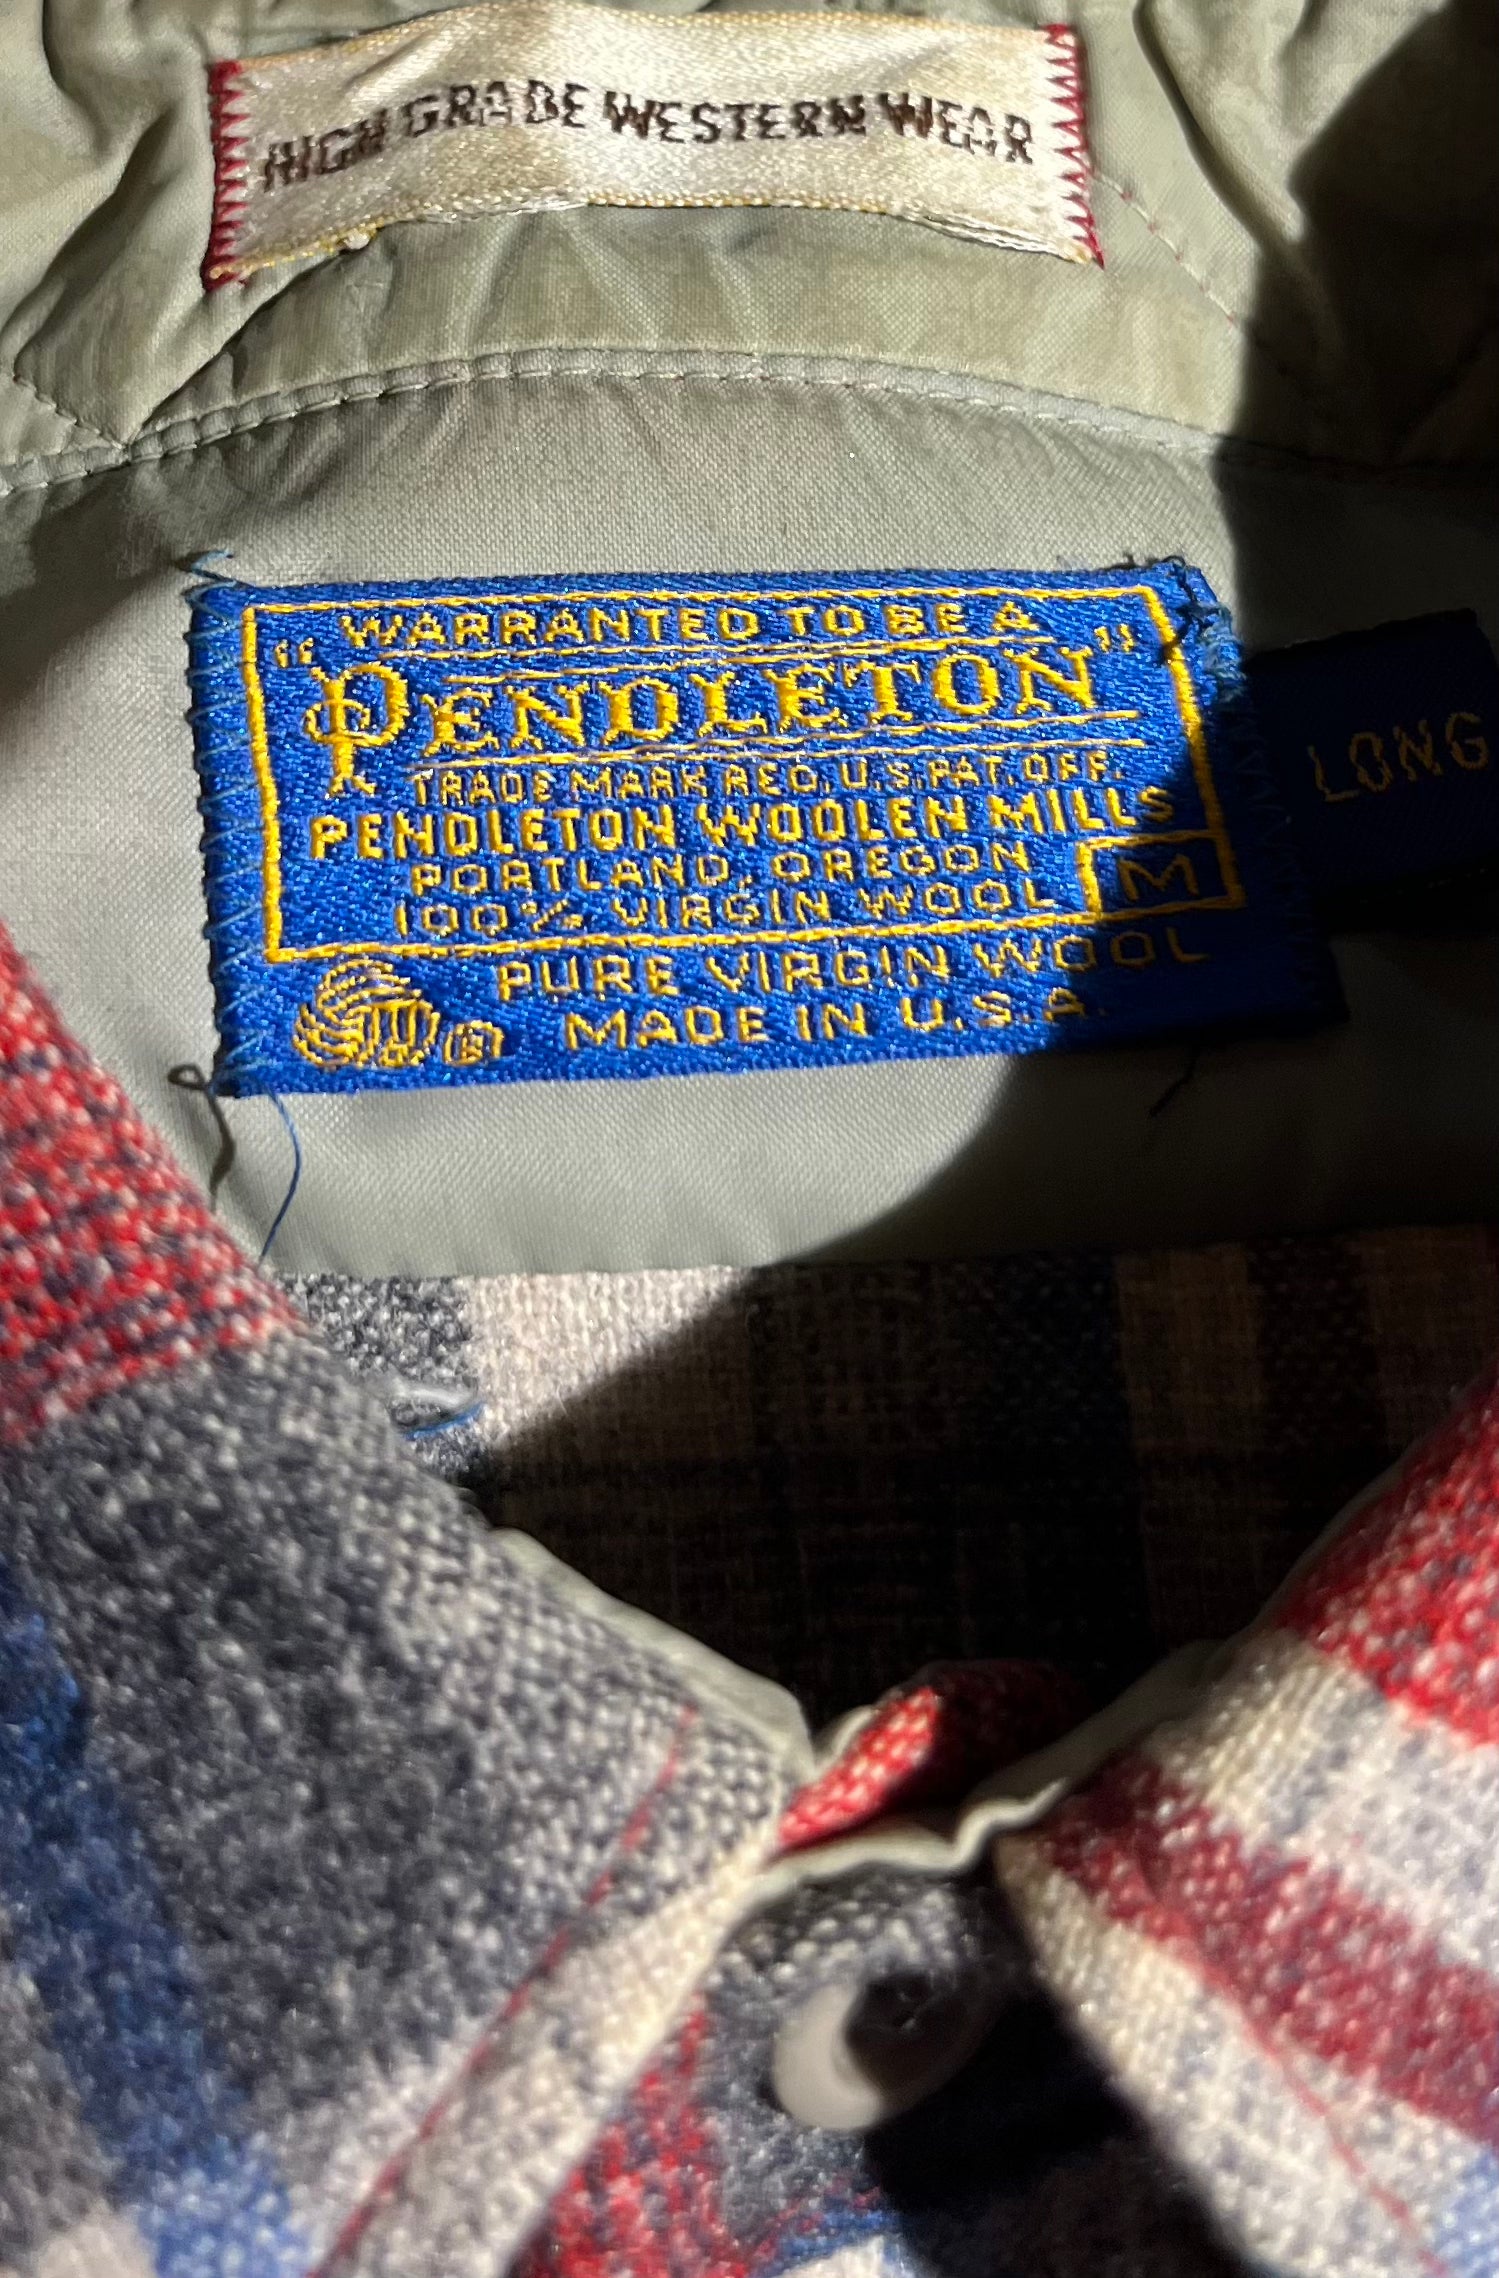 HIGH GRADE WESTERN WEAR
"WARRANTED TO BE A
PENDLETON"
TRADE MARK REG. U.S. PAT. OFF.
PENDLETON WOOLEN MILLS
PORTLAND, OREGON
100% VIRGIN WOOL
M
PURE VIRGIN WOOL
® MADE IN U.S.A.
LONG